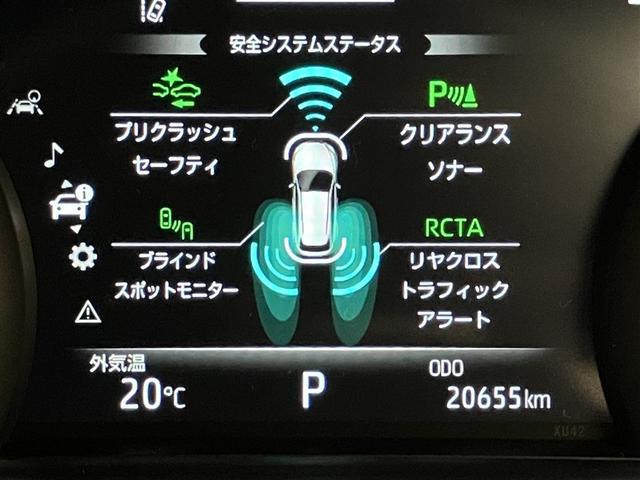 安全システムステータス
プリクラッシュ
セーフティ
P
クリアランス
ソナー
ブラインド
スポットモニター
RCTA
リヤクロス
トラフィック
アラート
外気温
20℃
P
ODO
20655km
XU42